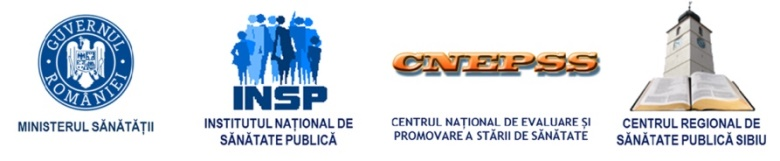 GUVERNUL
ROMÂNIEI
MINISTERUL SĂNĂTĂȚII
INSP
INSTITUTUL NAȚIONAL DE
SĂNĂTATE PUBLICĂ
CNEPSS
CENTRUL NAȚIONAL DE EVALUARE ȘI
PROMOVARE A STĂRII DE SĂNĂTATE
CENTRUL REGIONAL DE
SĂNĂTATE PUBLICĂ SIBIU